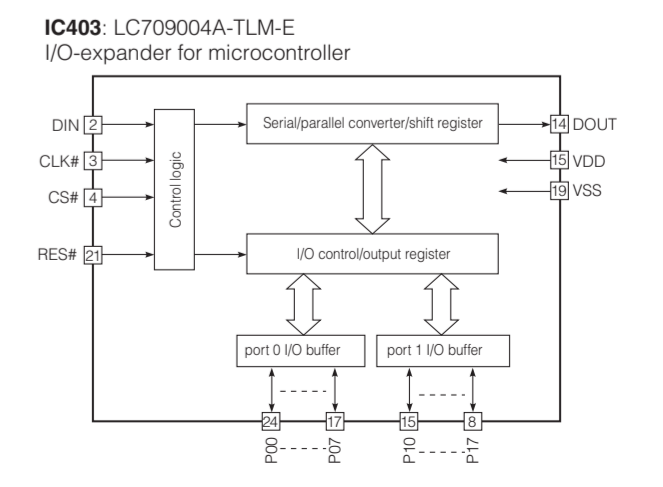 IC403: LC709004A-TLM-E
I/O-expander for microcontroller
DIN 2
Serial/parallel converter/shift register
14 DOUT
CLK# 3
15 VDD
CS# 4
19 VSS
Control logic
RES# 21
I/O control/output register
port 0 I/O buffer
port 1 I/O buffer
24 17 15 8
P00 P07 P10 P17